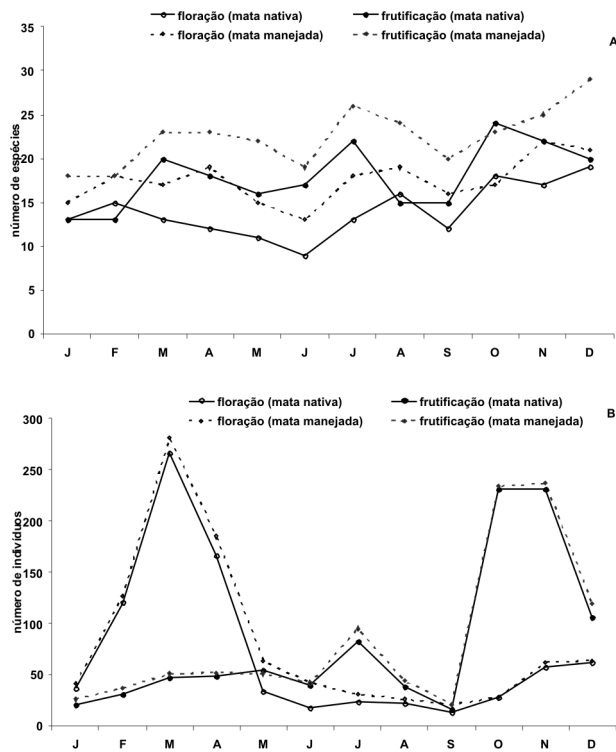 floração (mata nativa) frutificação (mata nativa)
floração (mata manejada) frutificação (mata manejada)
A
35
30
25
20
15
10
5
0
número de espécies
J F M A M J J A S O N D
floração (mata nativa) frutificação (mata nativa)
floração (mata manejada) frutificação (mata manejada)
B
300
250
200
150
100
50
0
número de indivíduos
J F M A M J J A S O N D